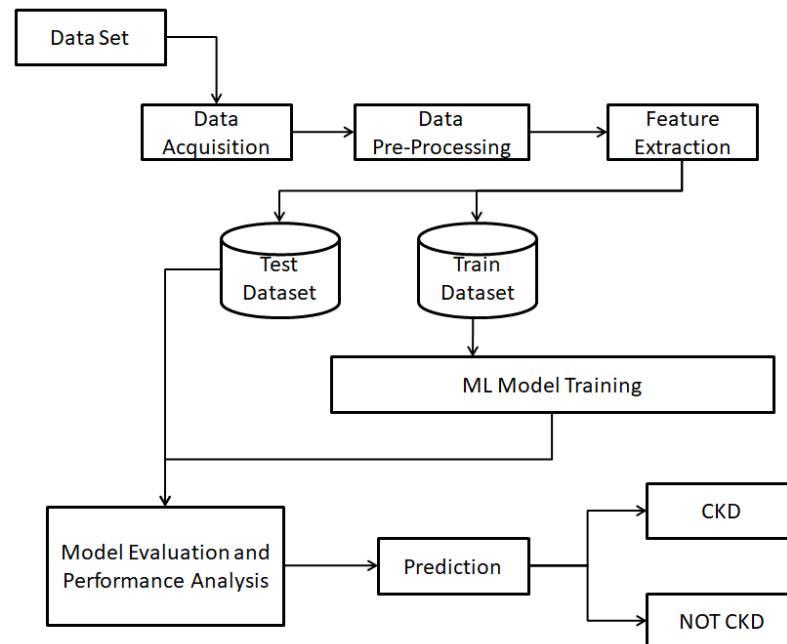 Data Set
Data
Acquisition
Data
Pre-Processing
Feature
Extraction
Test
Dataset
Train
Dataset
ML Model Training
Model Evaluation and
Performance Analysis
Prediction
CKD
NOT CKD